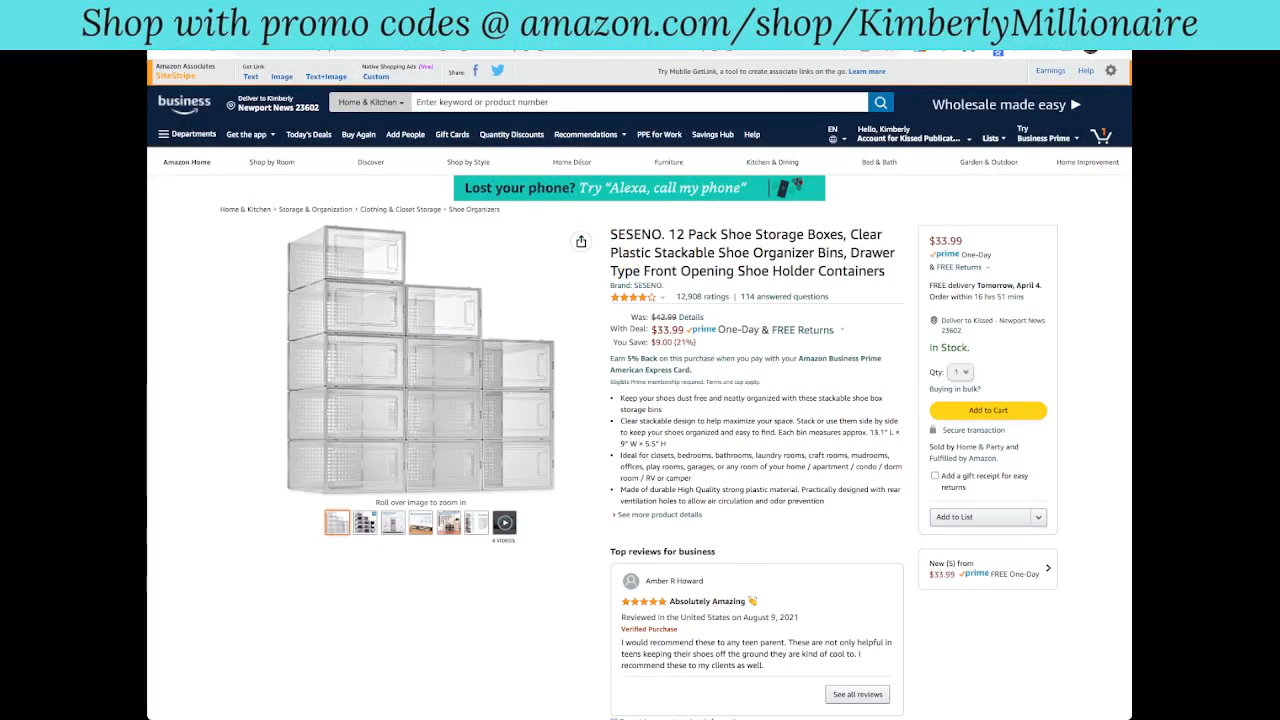 Shop with promo codes @ amazon.com/shop/KimberlyMillionaire
Amazon Associates
SiteStripe
Get Link:
Text Image Text+Image
Native Shopping Ads (New)
Custom
Share:
Try Mobile GetLink, a tool to create associate links on the go. Learn more
Earnings Help
business
Deliver to Kimberly
Newport News 23602
Home & Kitchen
Enter keyword or product number
Wholesale made easy ▶
Departments Get the app Today's Deals Buy Again Add People Gift Cards Quantity Discounts Recommendations PPE for Work Savings Hub Help
EN
Hello, Kimberly
Account for Kissed Publicat...
Lists
Try
Business Prime
1
Amazon Home Shop by Room Discover Shop by Style Home Décor Furniture Kitchen & Dining Bed & Bath Garden & Outdoor Home Improvement
Lost your phone? Try “Alexa, call my phone”
Home & Kitchen › Storage & Organization › Clothing & Closet Storage › Shoe Organizers
SESENO. 12 Pack Shoe Storage Boxes, Clear
Plastic Stackable Shoe Organizer Bins, Drawer
Type Front Opening Shoe Holder Containers
Brand: SESENO.
12,908 ratings | 114 answered questions
Was: $42.99 Details
With Deal: $33.99 prime One-Day & FREE Returns
You Save: $9.00 (21%)
Earn 5% Back on this purchase when you pay with your Amazon Business Prime
American Express Card.
Eligible Prime membership required. Terms and cap apply.
• Keep your shoes dust free and neatly organized with these stackable shoe box
storage bins
• Clear stackable design to help maximize your space. Stack or use them side by side
to keep your shoes organized and easy to find. Each bin measures approx. 13.1" L ×
9" W × 5.5" H
• Ideal for closets, bedrooms, bathrooms, laundry rooms, craft rooms, mudrooms,
offices, play rooms, garages, or any room of your home / apartment / condo / dorm
room / RV or camper
• Made of durable High Quality strong plastic material. Practically designed with rear
ventilation holes to allow air circulation and odor prevention
› See more product details
Roll over image to zoom in
4 VIDEOS
Top reviews for business
Amber R Howard
Absolutely Amazing 👏
Reviewed in the United States on August 9, 2021
Verified Purchase
I would recommend these to any teen parent. These are not only helpful in
teens keeping their shoes off the ground they are kind of cool to. I
recommend these to my clients as well.
See all reviews
$33.99
prime One-Day
& FREE Returns
FREE delivery Tomorrow, April 4.
Order within 16 hrs 51 mins
Deliver to Kissed - Newport News
23602
In Stock.
Qty: 1
Buying in bulk?
Add to Cart
Secure transaction
Sold by Home & Party and
Fulfilled by Amazon.
Add a gift receipt for easy
returns
Add to List
New (5) from
$33.99 prime FREE One-Day